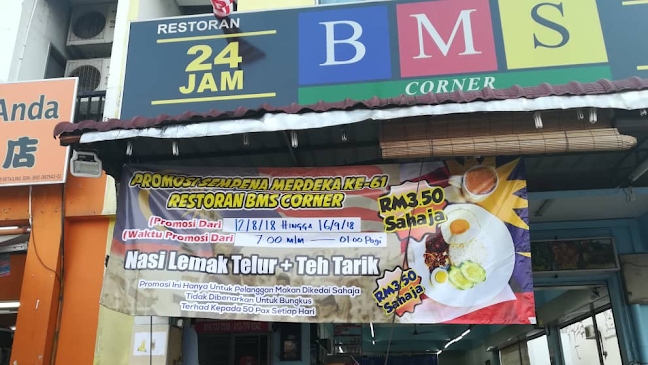 RESTORAN
24
JAM
B M S
CORNER
Anda
店
PROMOSI SEMPENA MERDEKA KE-61
RESTORAN BMS CORNER
(Promosi Dari 17/8/18 HINGGA 16/9/18
(Waktu Promosi Dari 7.00 mlm — 01.00 Pagi
Nasi Lemak Telur + Teh Tarik
Promosi Ini Hanya Untuk Pelanggan Makan Dikedai Sahaja
Tidak Dibenarkan Untuk Bungkus
Terhad Kepada 50 Pax Setiap Hari
RM3.50
Sahaja
RM3.50
Sahaja